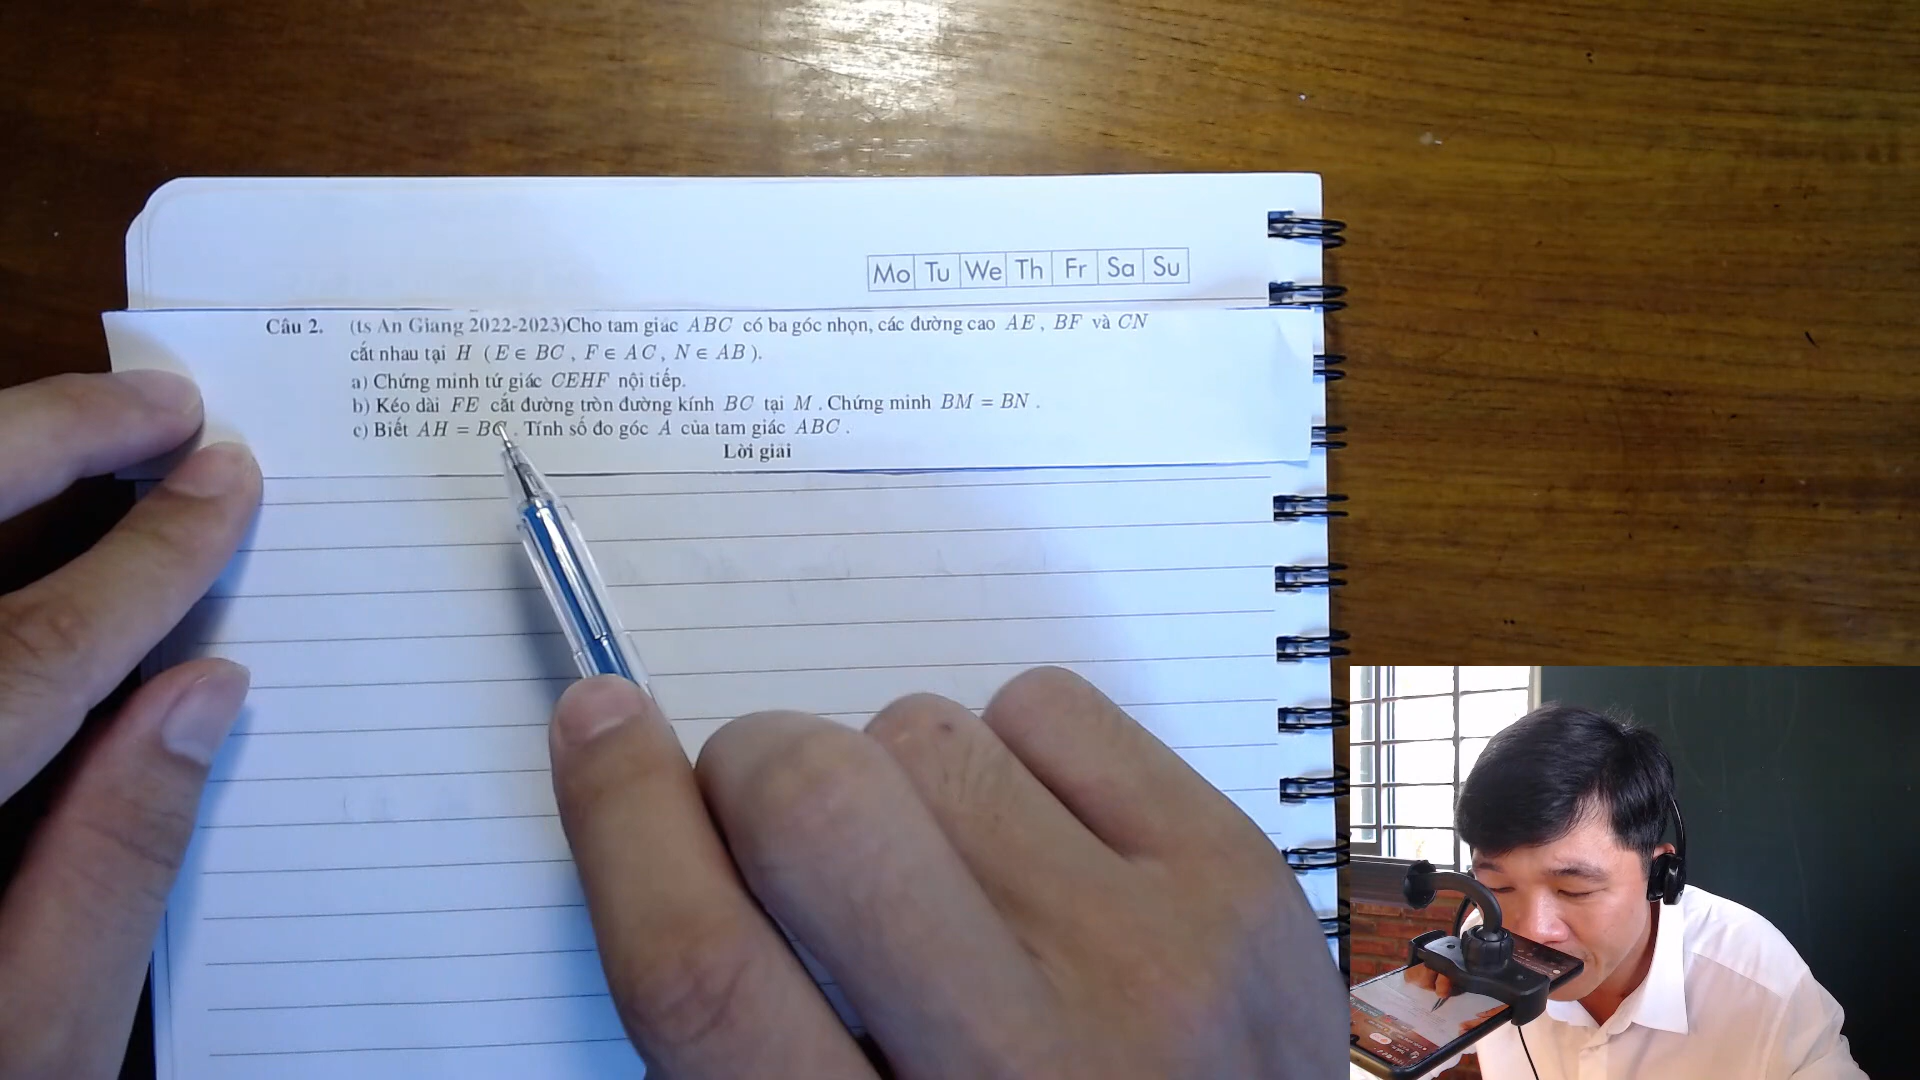 Mo Tu We Th Fr Sa Su
Câu 2. (ts An Giang 2022-2023)Cho tam giác ABC có ba góc nhọn, các đường cao AE , BF và CN
cắt nhau tại H ( E ∈ BC , F ∈ AC , N ∈ AB ).
a) Chứng minh tứ giác CEHF nội tiếp.
b) Kéo dài FE cắt đường tròn đường kính BC tại M . Chứng minh BM = BN .
c) Biết AH = BC . Tính số đo góc A của tam giác ABC .
Lời giải